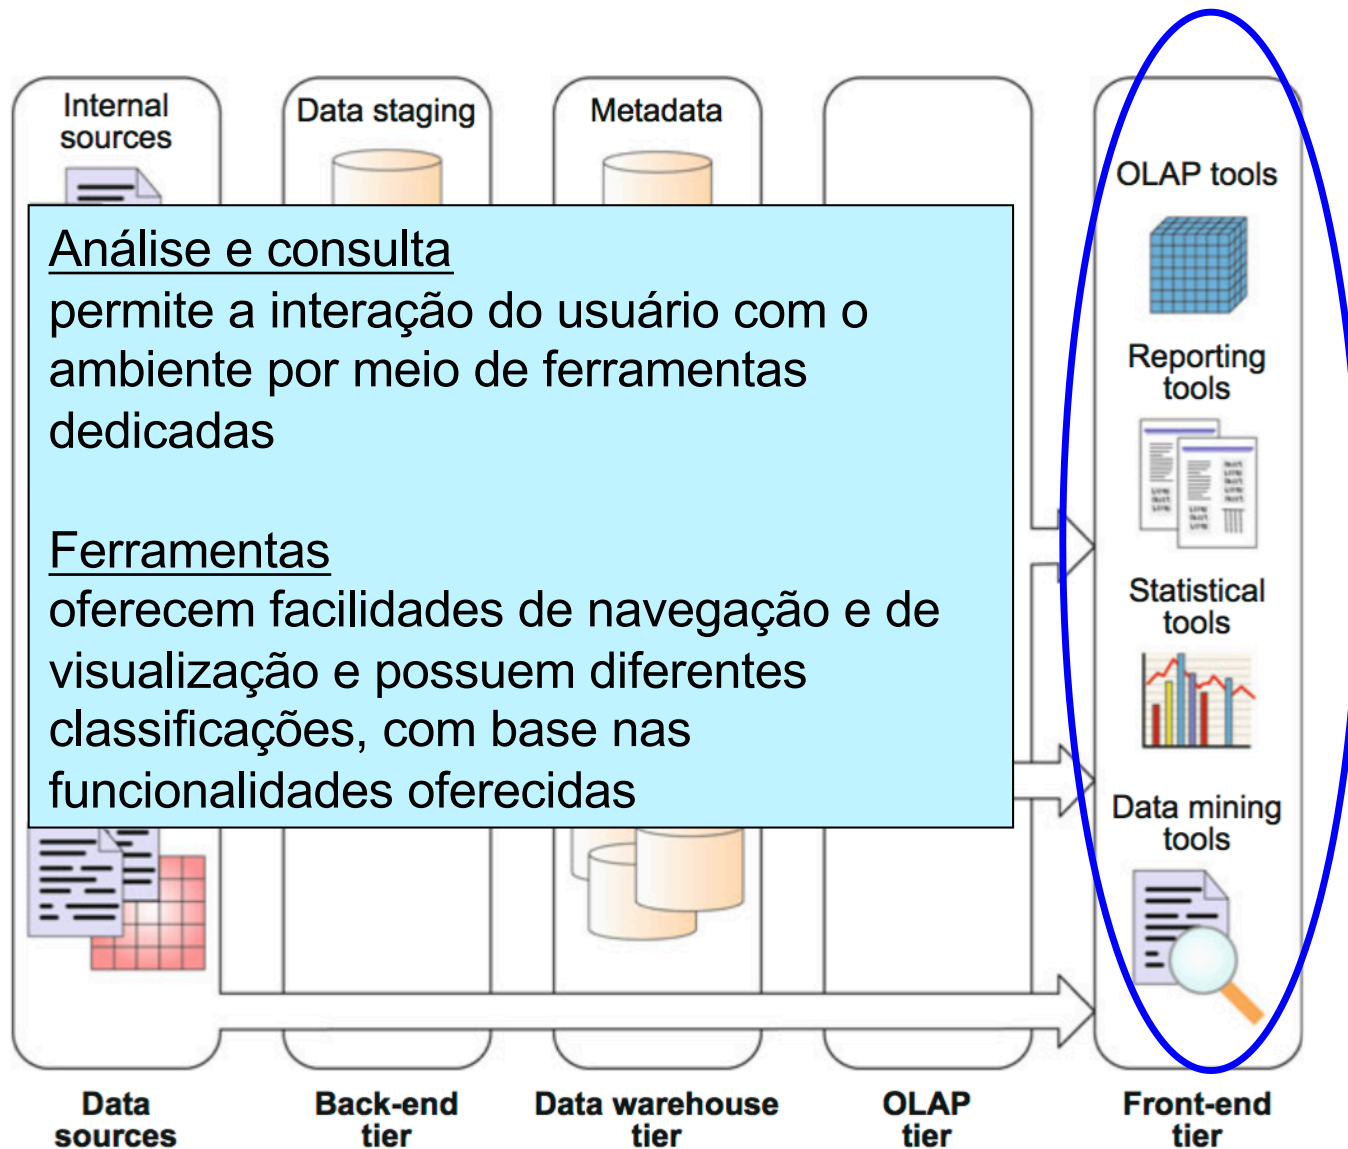 Internal
sources
Data staging
Metadata
OLAP tools
Reporting
tools
Statistical
tools
Data mining
tools
Análise e consulta
permite a interação do usuário com o
ambiente por meio de ferramentas
dedicadas
Ferramentas
oferecem facilidades de navegação e de
visualização e possuem diferentes
classificações, com base nas
funcionalidades oferecidas
Data
sources
Back-end
tier
Data warehouse
tier
OLAP
tier
Front-end
tier